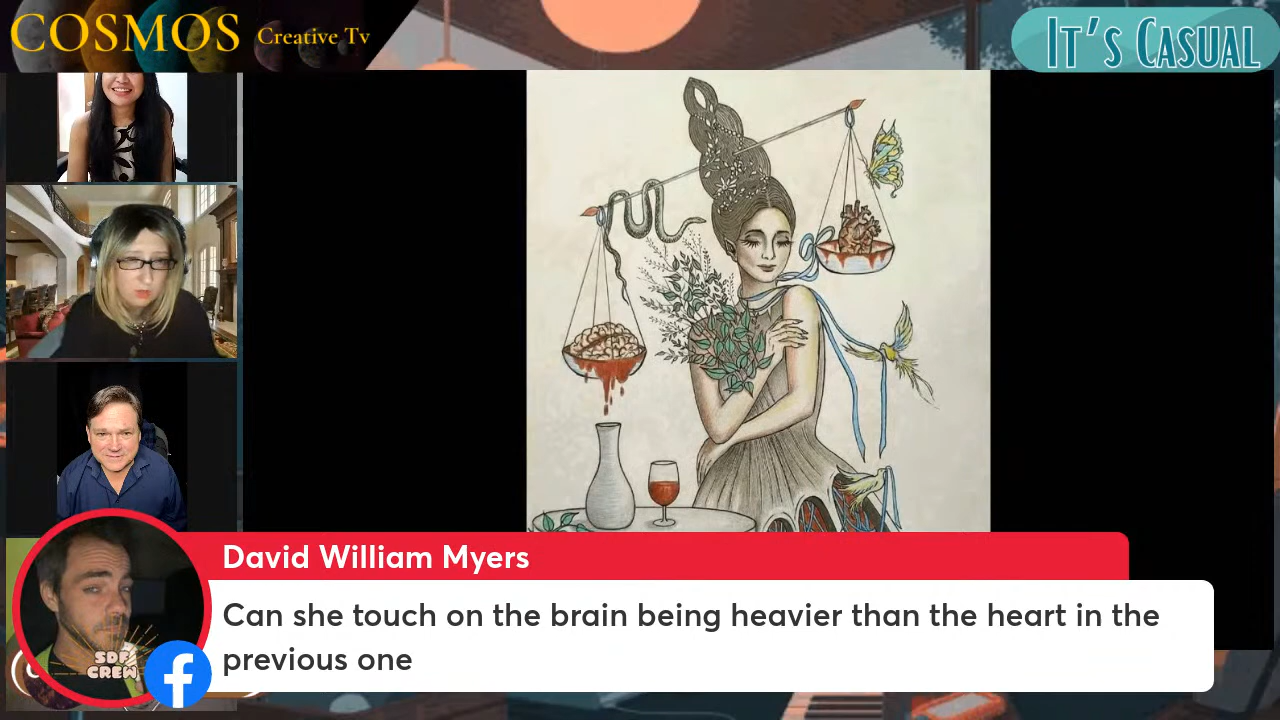 COSMOS Creative Tv
It's Casual
David William Myers
Can she touch on the brain being heavier than the heart in the
previous one
SDF
CREW